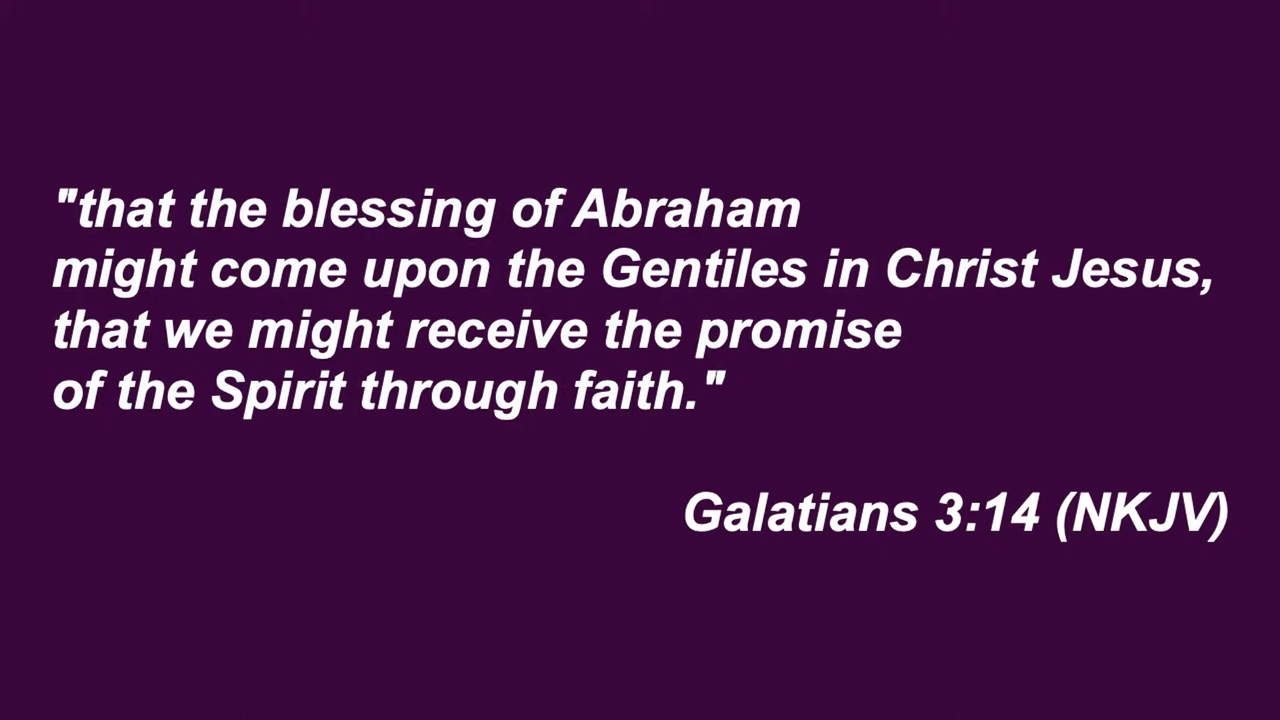 "that the blessing of Abraham
might come upon the Gentiles in Christ Jesus,
that we might receive the promise
of the Spirit through faith."
Galatians 3:14 (NKJV)